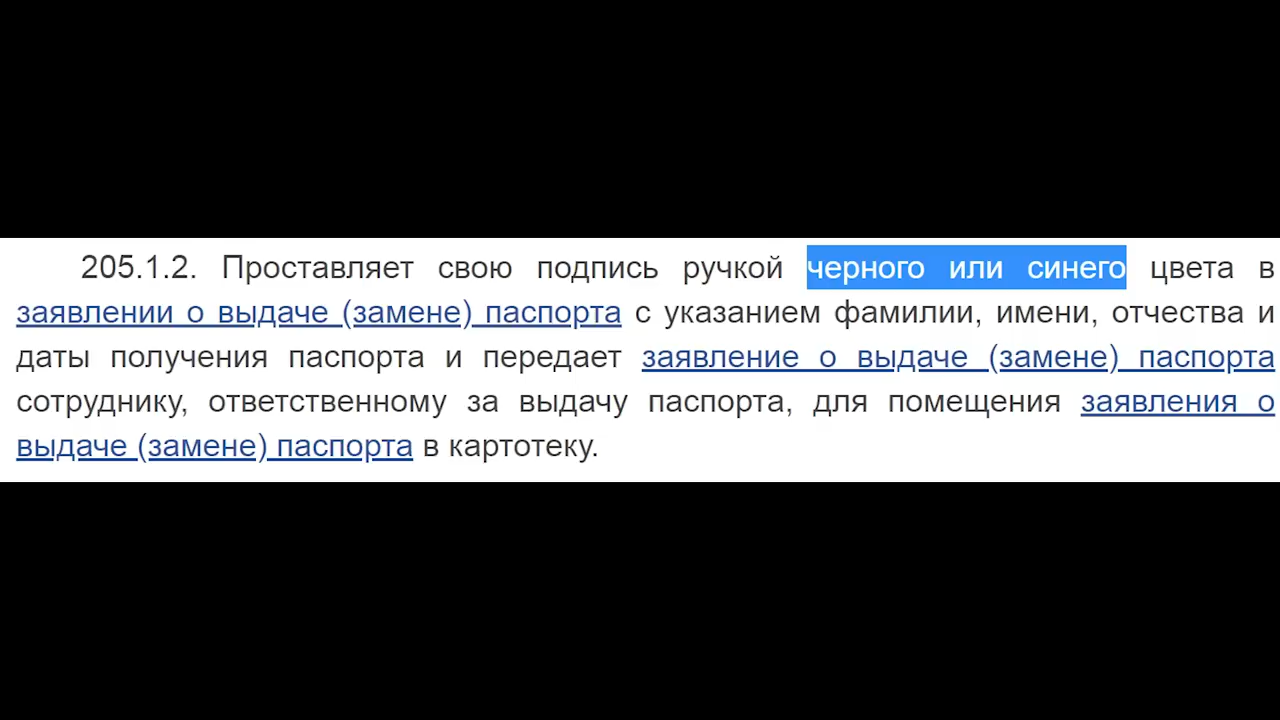 205.1.2. Проставляет свою подпись ручкой черного или синего цвета в
заявлении о выдаче (замене) паспорта с указанием фамилии, имени, отчества и
даты получения паспорта и передает заявление о выдаче (замене) паспорта
сотруднику, ответственному за выдачу паспорта, для помещения заявления о
выдаче (замене) паспорта в картотеку.